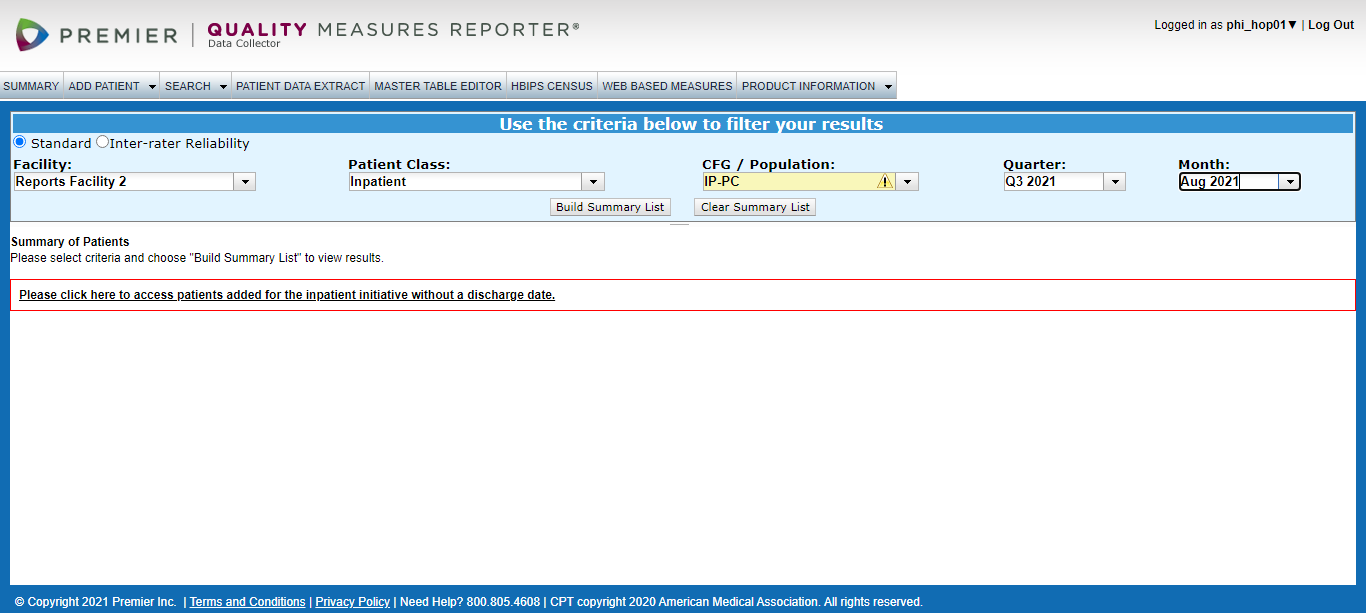 PREMIER | QUALITY MEASURES REPORTER®
Data Collector
Logged in as phi_hop01▼ | Log Out
SUMMARY ADD PATIENT SEARCH PATIENT DATA EXTRACT MASTER TABLE EDITOR HBIPS CENSUS WEB BASED MEASURES PRODUCT INFORMATION
Use the criteria below to filter your results
Standard Inter-rater Reliability
Facility: Patient Class: CFG / Population: Quarter: Month:
Reports Facility 2 Inpatient IP-PC Q3 2021 Aug 2021
Build Summary List Clear Summary List
Summary of Patients
Please select criteria and choose "Build Summary List" to view results.
Please click here to access patients added for the inpatient initiative without a discharge date.
© Copyright 2021 Premier Inc. | Terms and Conditions | Privacy Policy | Need Help? 800.805.4608 | CPT copyright 2020 American Medical Association. All rights reserved.